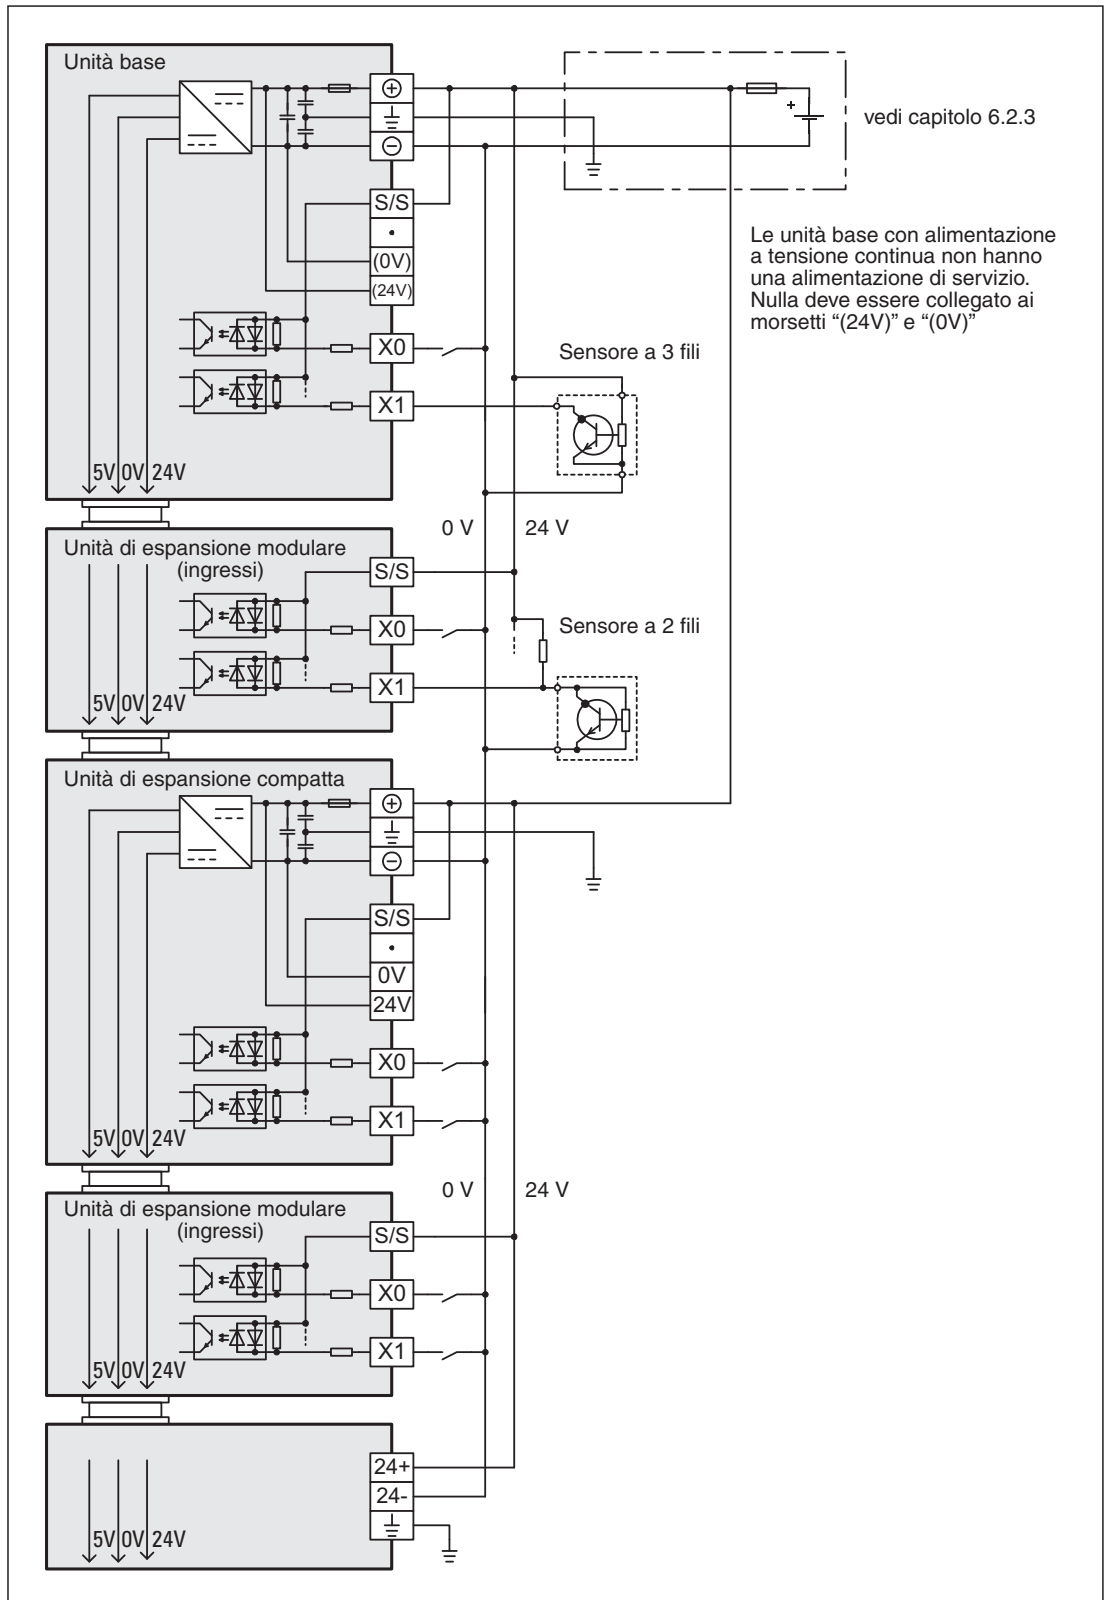 Unità base
+
vedi capitolo 6.2.3
S/S
(0V)
(24V)
Le unità base con alimentazione
a tensione continua non hanno
una alimentazione di servizio.
Nulla deve essere collegato ai
morsetti “(24V)” e “(0V)”
X0
Sensore a 3 fili
X1
5V 0V 24V
0 V 24 V
Unità di espansione modulare
(ingressi)
S/S
X0
Sensore a 2 fili
X1
5V 0V 24V
Unità di espansione compatta
S/S
0V
24V
X0
X1
5V 0V 24V
0 V 24 V
Unità di espansione modulare
(ingressi)
S/S
X0
X1
5V 0V 24V
24+
24-
5V 0V 24V